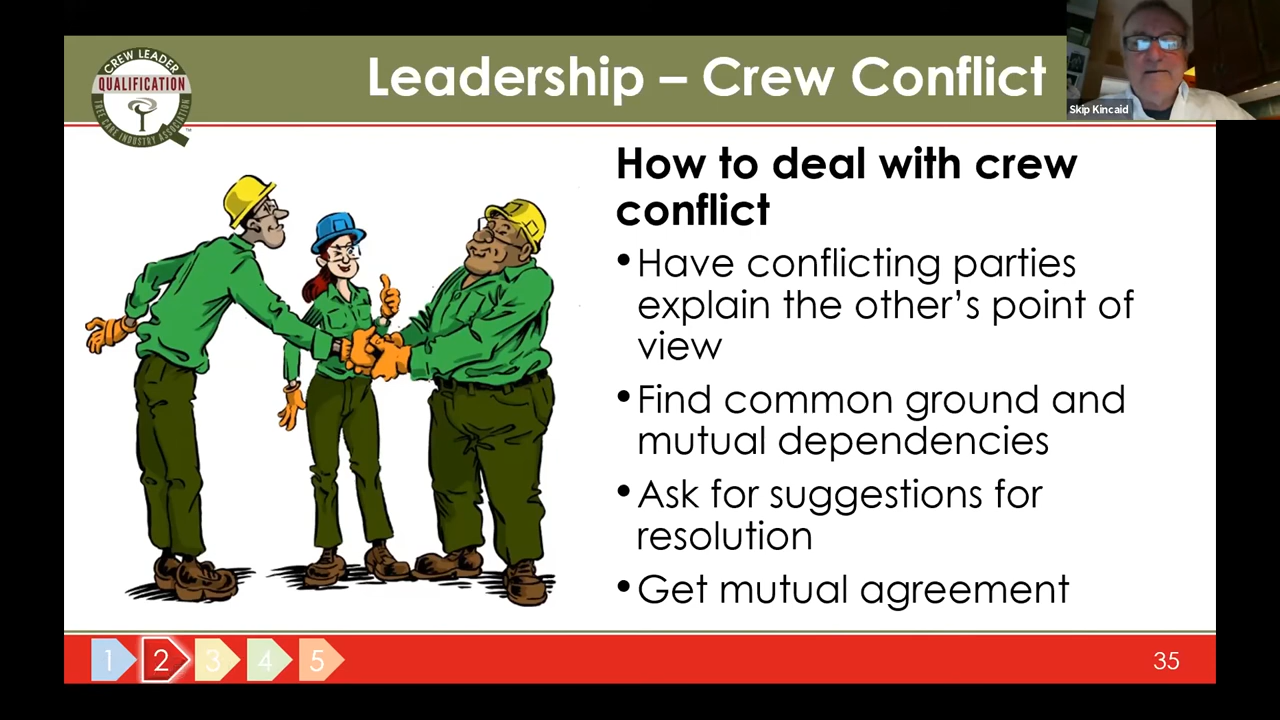 CREW LEADER
QUALIFICATION
TREE CARE INDUSTRY ASSOCIATION
TM
Leadership – Crew Conflict
Skip Kincaid
How to deal with crew
conflict
•Have conflicting parties
explain the other’s point of
view
•Find common ground and
mutual dependencies
•Ask for suggestions for
resolution
•Get mutual agreement
1 2 3 4 5
35